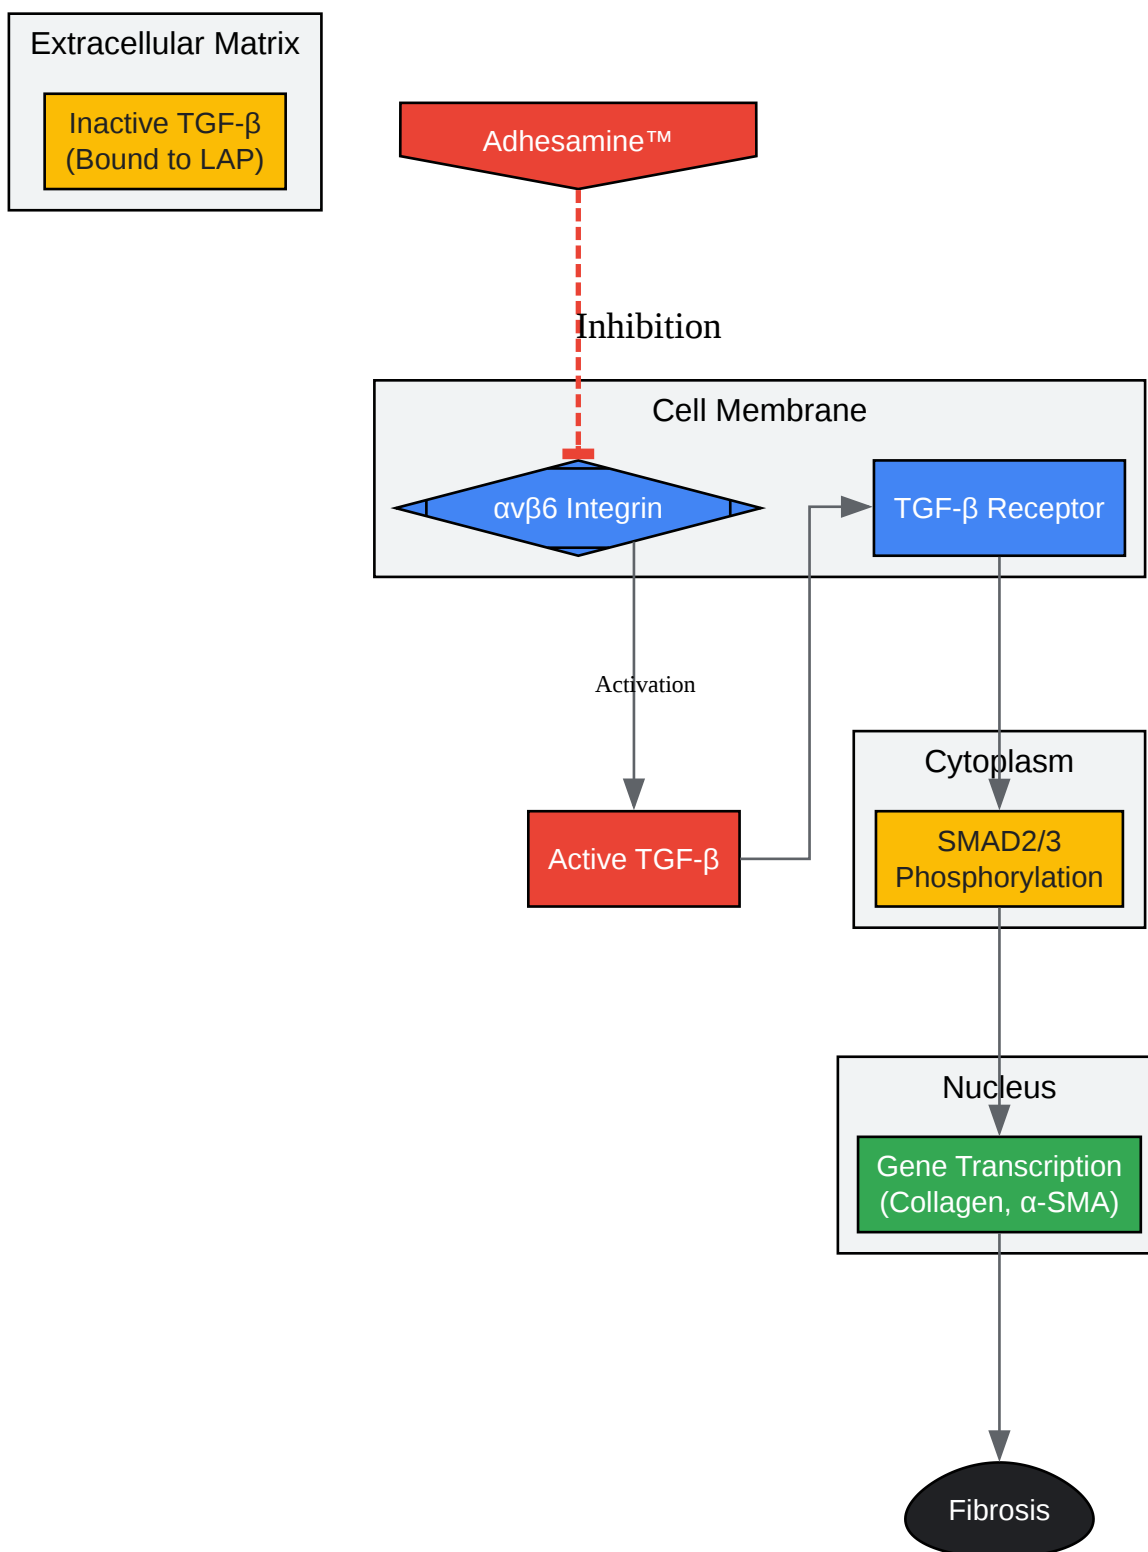 Extracellular Matrix
Inactive TGF-β
(Bound to LAP)
Adhesamine™
Inhibition
Cell Membrane
αvβ6 Integrin
TGF-β Receptor
Activation
Cytoplasm
Active TGF-β
SMAD2/3
Phosphorylation
Nucleus
Gene Transcription
(Collagen, α-SMA)
Fibrosis